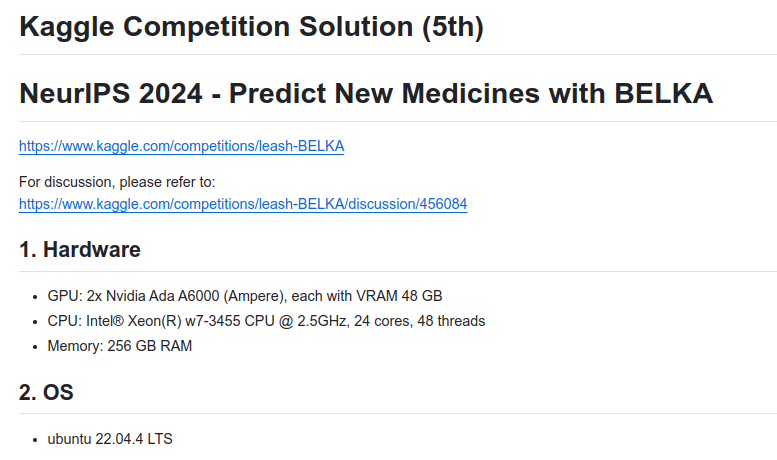 Kaggle Competition Solution (5th)
NeurIPS 2024 - Predict New Medicines with BELKA
https://www.kaggle.com/competitions/leash-BELKA
For discussion, please refer to:
https://www.kaggle.com/competitions/leash-BELKA/discussion/456084
1. Hardware
• GPU: 2x Nvidia Ada A6000 (Ampere), each with VRAM 48 GB
• CPU: Intel® Xeon(R) w7-3455 CPU @ 2.5GHz, 24 cores, 48 threads
• Memory: 256 GB RAM
2. OS
• ubuntu 22.04.4 LTS